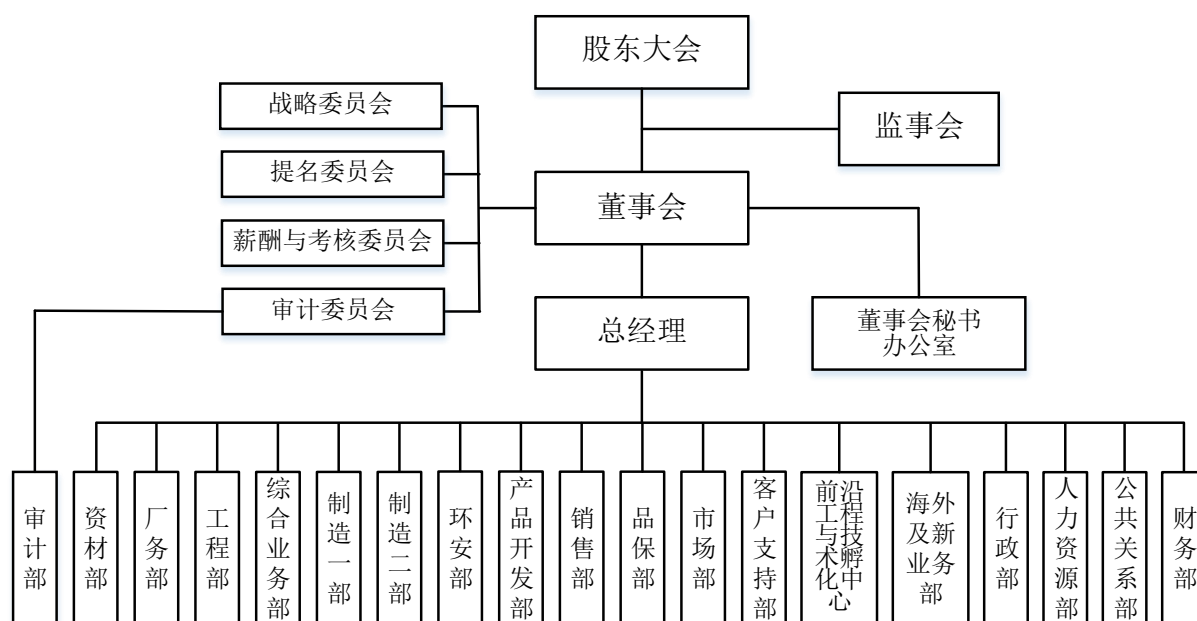 股东大会
战略委员会
监事会
提名委员会
董事会
薪酬与考核委员会
审计委员会
总经理
董事会秘书
办公室
审计部
资材部
厂务部
工程部
综合业务部
制造一部
制造二部
环安部
产品开发部
销售部
品保部
市场部
客户支持部
前沿工程与技术孵化中心
海外及新业务部
行政部
人力资源部
公共关系部
财务部